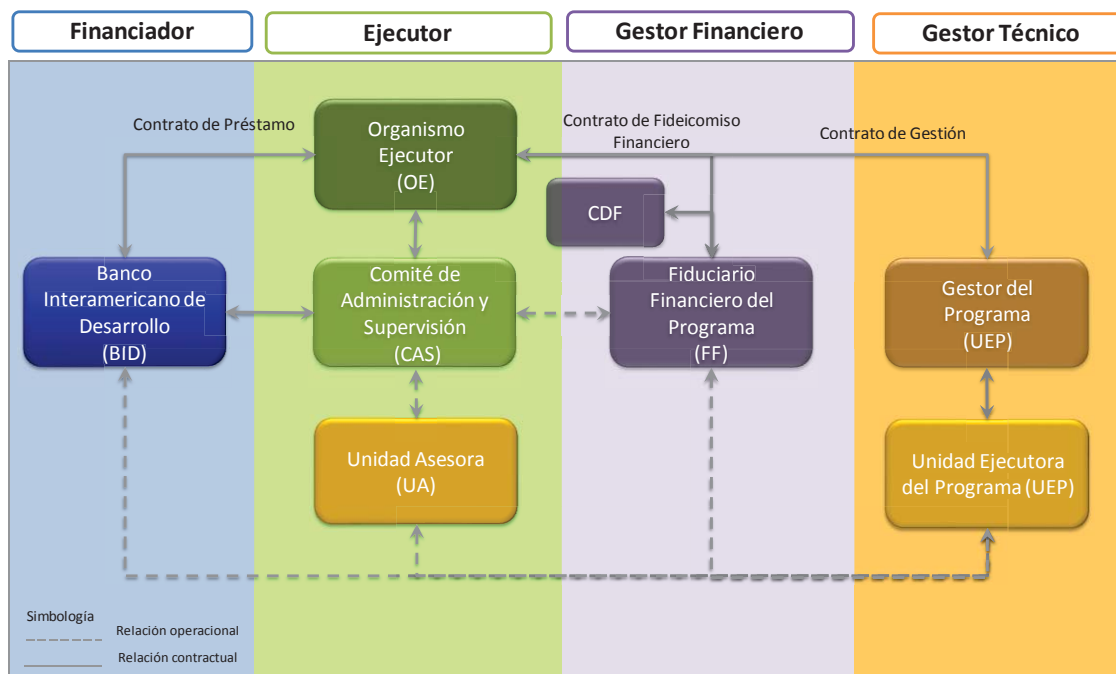 Financiador
Ejecutor
Gestor Financiero
Gestor Técnico
Contrato de Préstamo
Organismo
Ejecutor
(OE)
Contrato de Fideicomiso
Financiero
Contrato de Gestión
CDF
Banco
Interamericano de
Desarrollo
(BID)
Comité de
Administración y
Supervisión
(CAS)
Fiduciario
Financiero del
Programa
(FF)
Gestor del
Programa
(UEP)
Unidad Asesora
(UA)
Unidad Ejecutora
del Programa (UEP)
Simbología
Relación operacional
Relación contractual